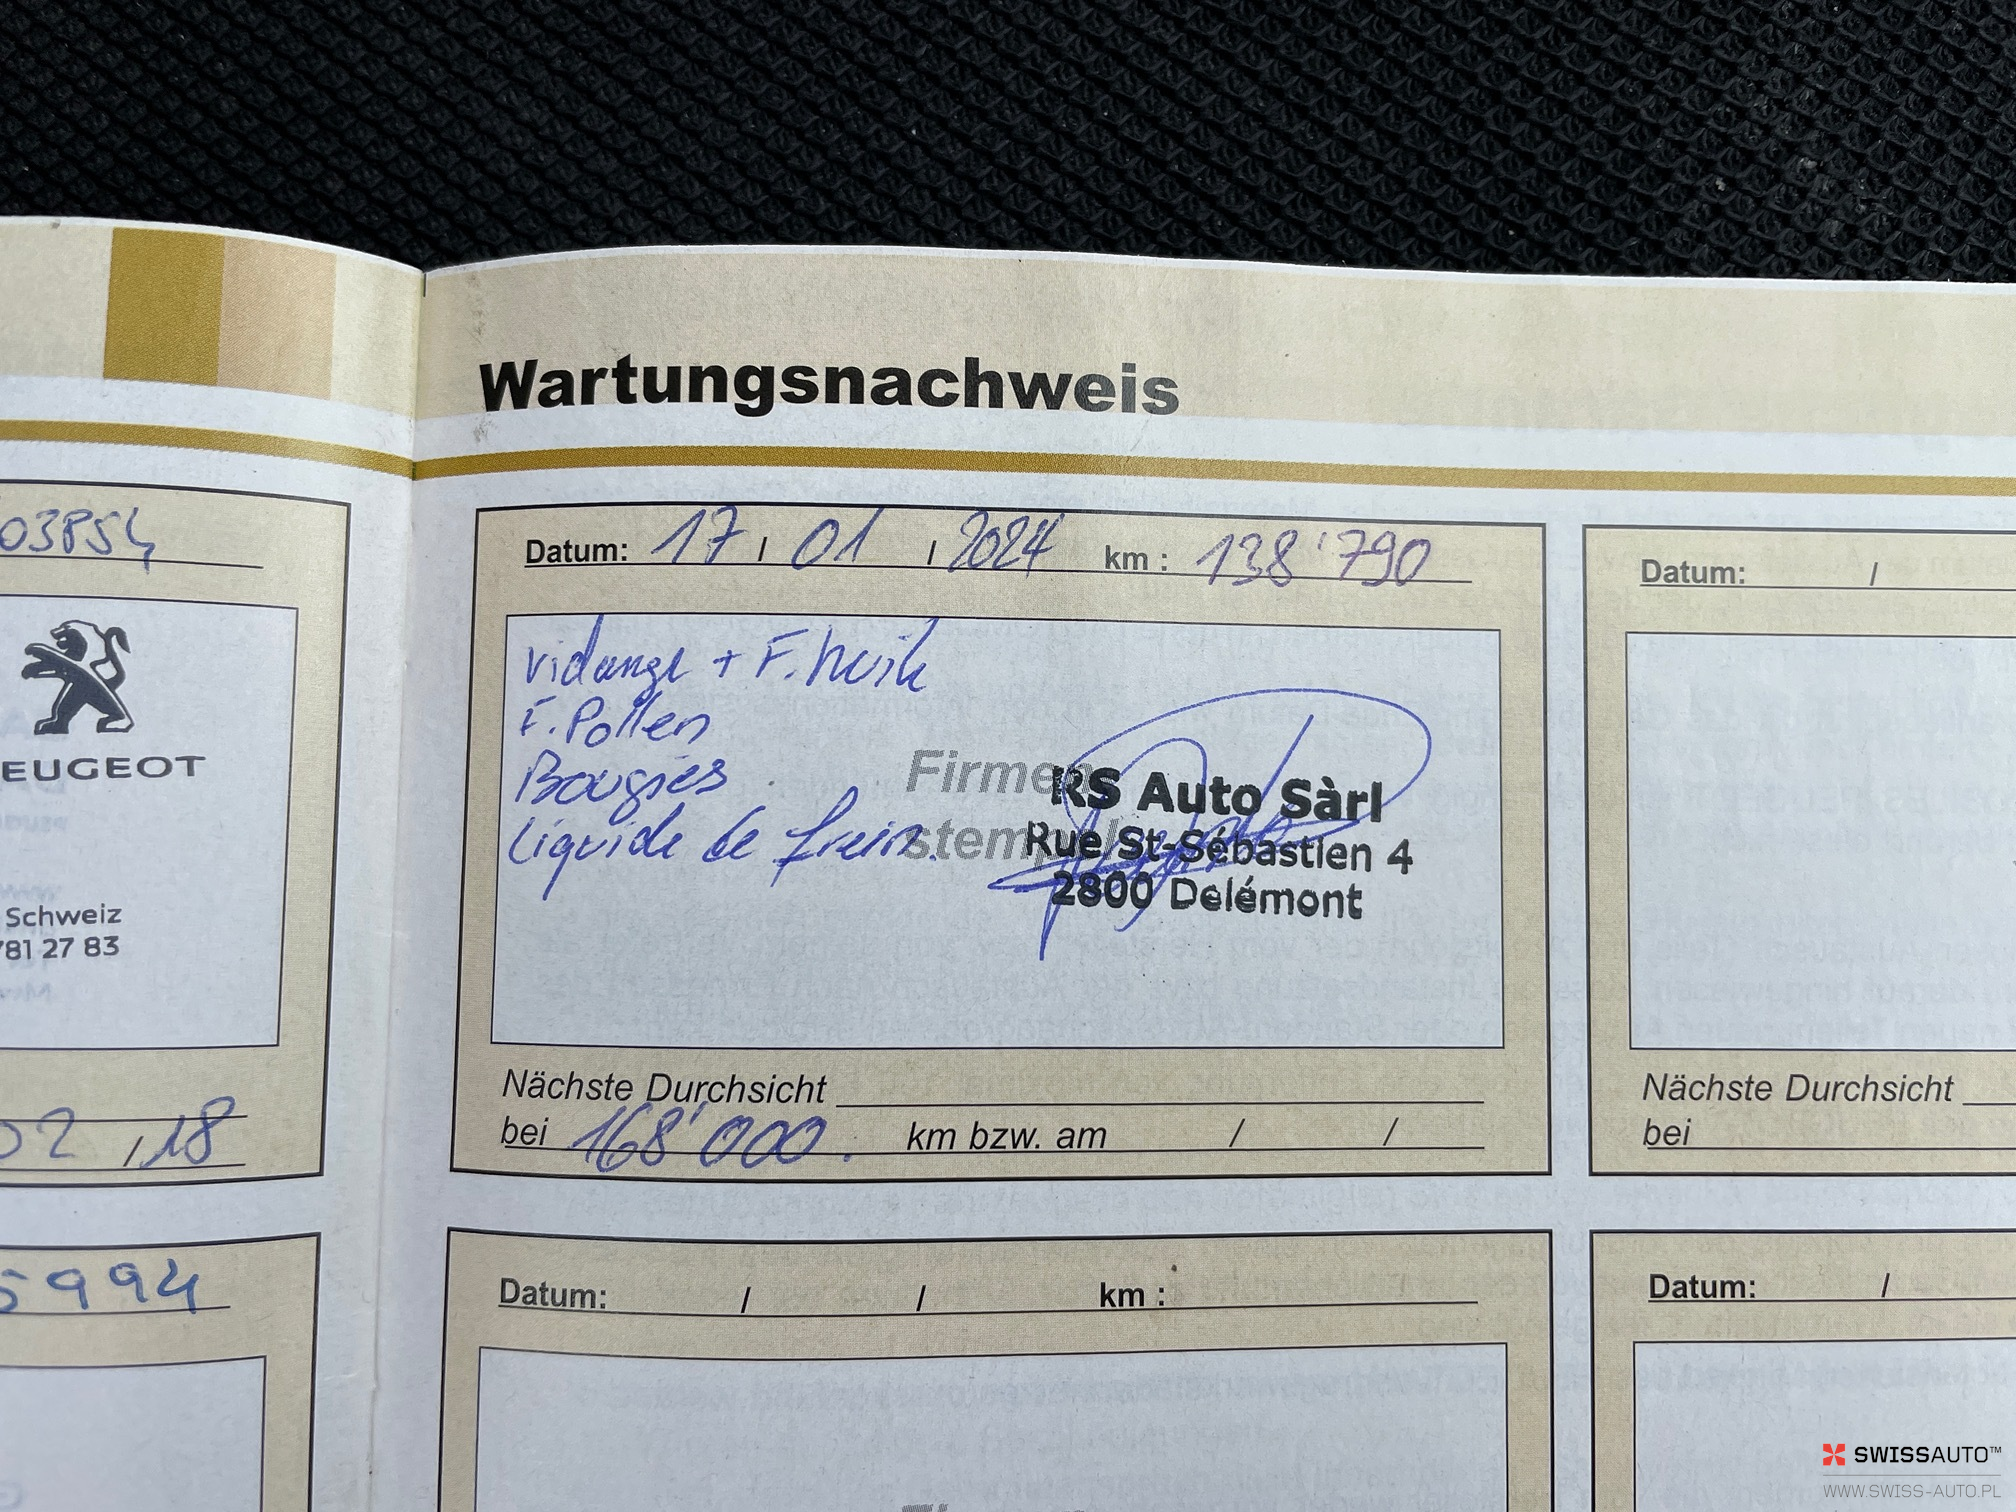 03854
PEUGEOT
Schweiz
781 27 83
02 / 18
5994
Wartungsnachweis
Datum: 17 / 01 / 2024 km : 138'790
vidange + F. huile
F. Pollen
Bougies
Liquide de frein.
Firmen
stempel
RS Auto Sàrl
Rue St-Sébastien 4
2800 Delémont
Nächste Durchsicht
bei 168'000. km bzw. am / /
Datum: / / km :
Datum: /
Nächste Durchsicht
bei
Datum: /
SWISSAUTO™
WWW.SWISS-AUTO.PL